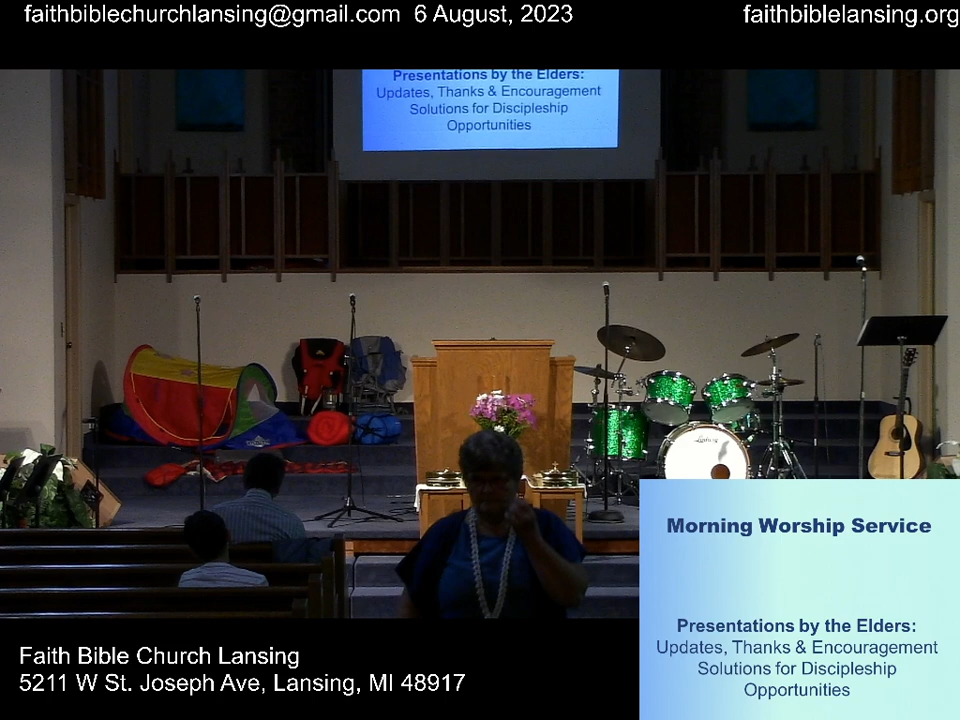 faithbiblechurchlansing@gmail.com 6 August, 2023
faithbiblelansing.org
Presentations by the Elders:
Updates, Thanks & Encouragement
Solutions for Discipleship
Opportunities
Ludwig
Morning Worship Service
Presentations by the Elders:
Updates, Thanks & Encouragement
Solutions for Discipleship
Opportunities
Faith Bible Church Lansing
5211 W St. Joseph Ave, Lansing, MI 48917